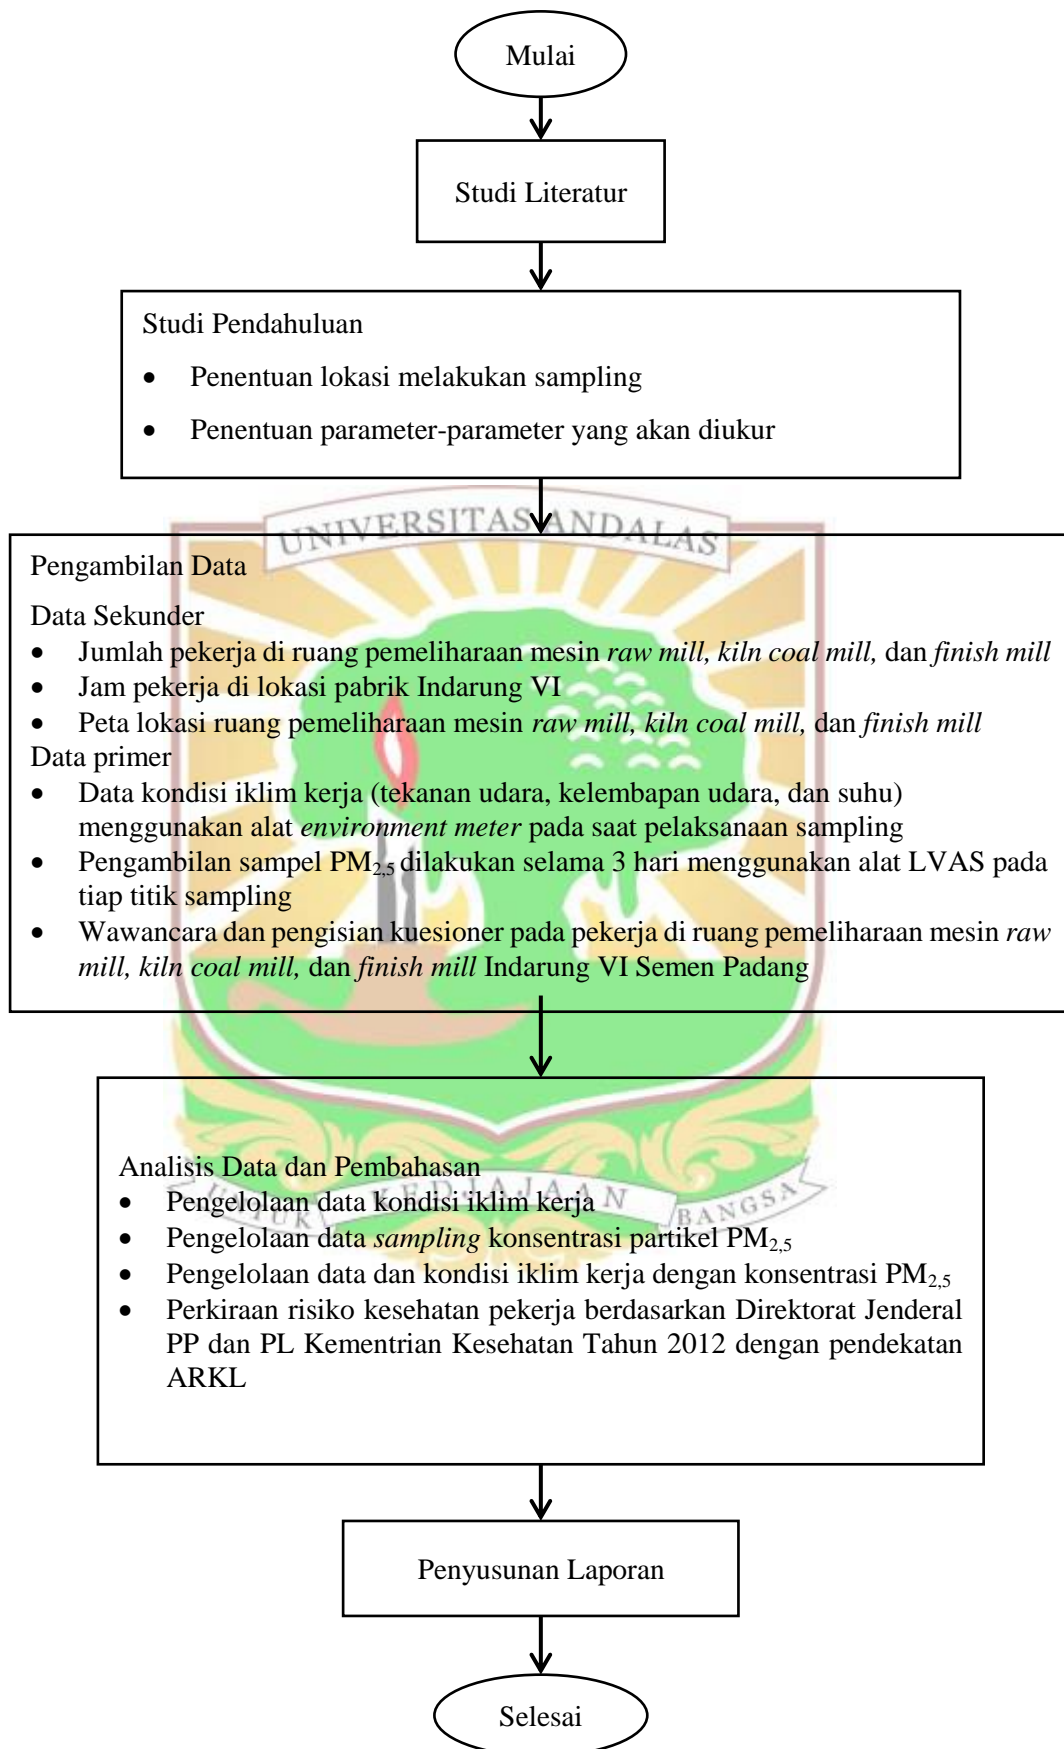 Mulai
Studi Literatur
Studi Pendahuluan
• Penentuan lokasi melakukan sampling
• Penentuan parameter-parameter yang akan diukur
UNIVERSITAS ANDALAS
Pengambilan Data
Data Sekunder
• Jumlah pekerja di ruang pemeliharaan mesin raw mill, kiln coal mill, dan finish mill
• Jam pekerja di lokasi pabrik Indarung VI
• Peta lokasi ruang pemeliharaan mesin raw mill, kiln coal mill, dan finish mill
Data primer
• Data kondisi iklim kerja (tekanan udara, kelembapan udara, dan suhu)
menggunakan alat environment meter pada saat pelaksanaan sampling
• Pengambilan sampel PM2,5 dilakukan selama 3 hari menggunakan alat LVAS pada
tiap titik sampling
• Wawancara dan pengisian kuesioner pada pekerja di ruang pemeliharaan mesin raw
mill, kiln coal mill, dan finish mill Indarung VI Semen Padang
Analisis Data dan Pembahasan
• Pengelolaan data kondisi iklim kerja
UNTUK KEDJAJAAN BANGSA
• Pengelolaan data sampling konsentrasi partikel PM2,5
• Pengelolaan data dan kondisi iklim kerja dengan konsentrasi PM2,5
• Perkiraan risiko kesehatan pekerja berdasarkan Direktorat Jenderal
PP dan PL Kementrian Kesehatan Tahun 2012 dengan pendekatan
ARKL
Penyusunan Laporan
Selesai